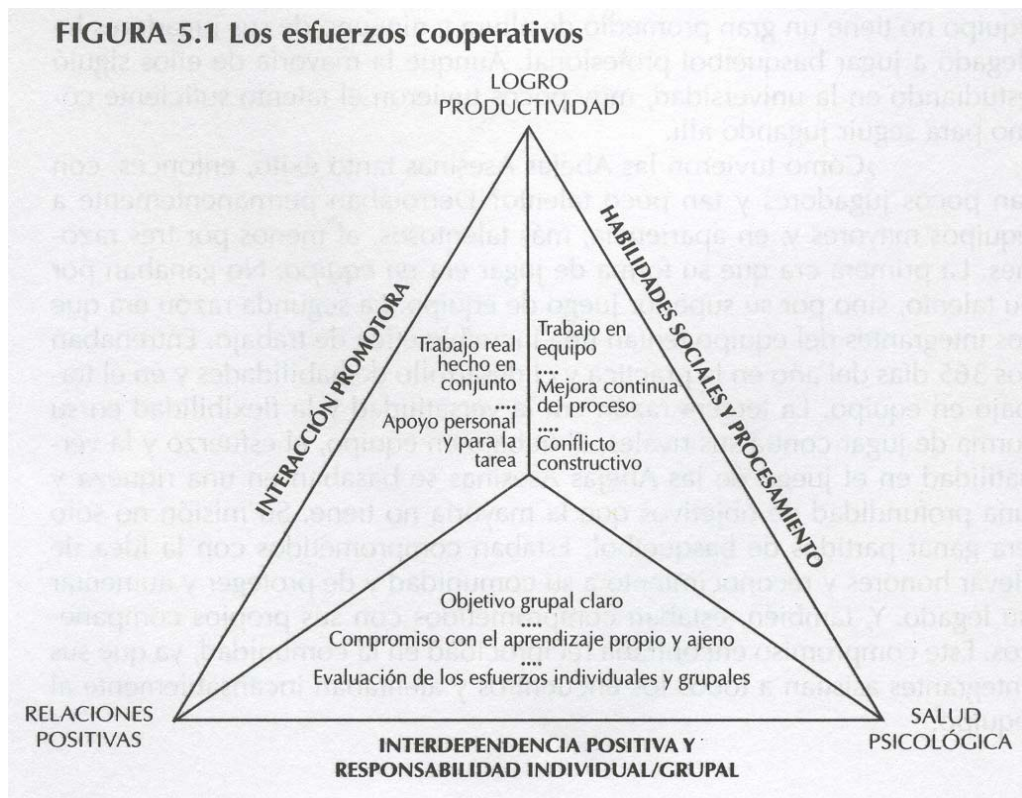 FIGURA 5.1 Los esfuerzos cooperativos
LOGRO
PRODUCTIVIDAD
INTERACCIÓN PROMOTORA
HABILIDADES SOCIALES Y PROCESAMIENTO
Trabajo real
hecho en
conjunto
....
Apoyo personal
y para la
tarea
Trabajo en
equipo
....
Mejora continua
del proceso
....
Conflicto
constructivo
Objetivo grupal claro
....
Compromiso con el aprendizaje propio y ajeno
....
Evaluación de los esfuerzos individuales y grupales
RELACIONES
POSITIVAS
SALUD
PSICOLÓGICA
INTERDEPENDENCIA POSITIVA Y
RESPONSABILIDAD INDIVIDUAL/GRUPAL